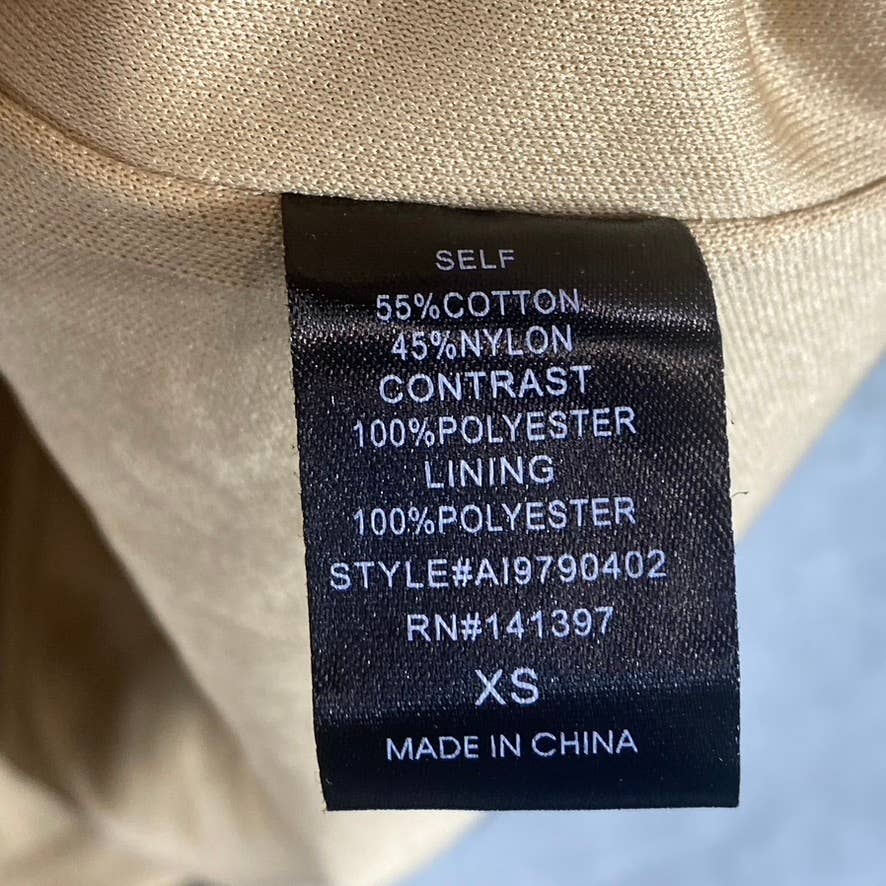 SELF
55%COTTON
45%NYLON
CONTRAST
100%POLYESTER
LINING
100%POLYESTER
STYLE#AI9790402
RN#141397
XS
MADE IN CHINA